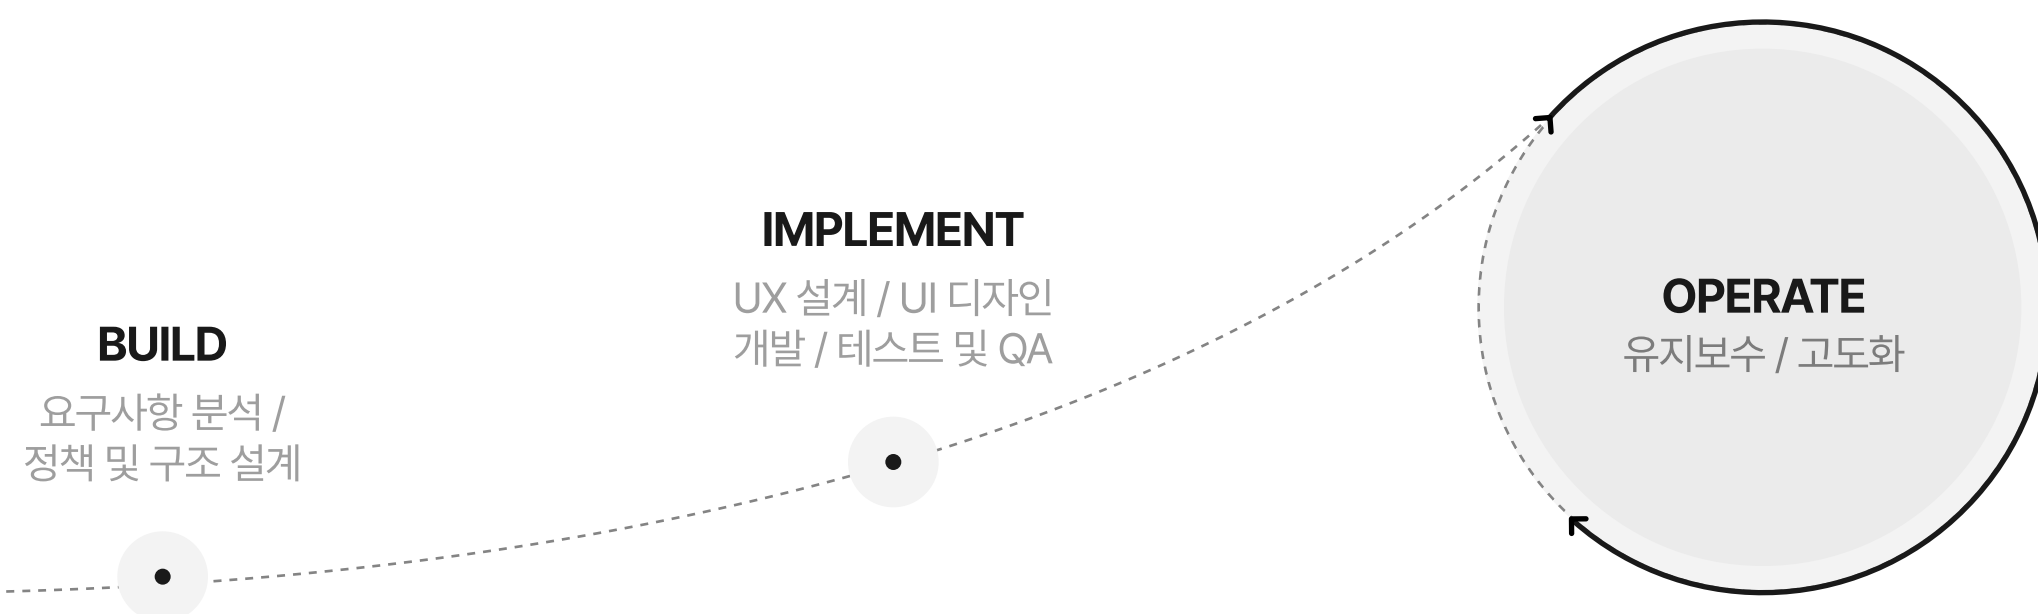 BUILD
요구사항 분석 /
정책 및 구조 설계
IMPLEMENT
UX 설계 / UI 디자인
개발 / 테스트 및 QA
OPERATE
유지보수 / 고도화